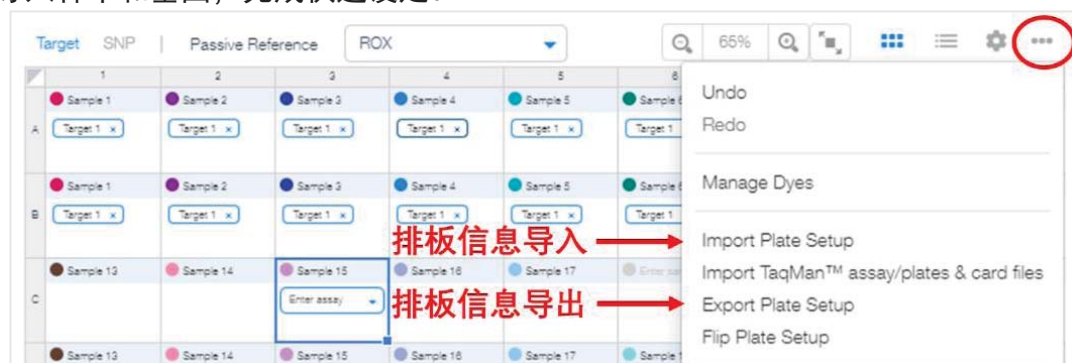 Target SNP | Passive Reference ROX 65%
1 2 3 4 5 6
Sample 1 Sample 2 Sample 3 Sample 4 Sample 5 Sample 6
A Target 1 x Target 1 x Target 1 x Target 1 x Target 1 x Target 1
Sample 1 Sample 2 Sample 3 Sample 4 Sample 5 Sample 6
B Target 1 x Target 1 x Target 1 x Target 1 x Target 1 x Target 1
Sample 13 Sample 14 Sample 15 Sample 16 Sample 17
C Enter assay
Sample 13 Sample 14 Sample 15 Sample 16 Sample 17 Sample
Undo
Redo
Manage Dyes
排板信息导入
Import Plate Setup
Import TaqMan™ assay/plates & card files
排板信息导出
Export Plate Setup
Flip Plate Setup